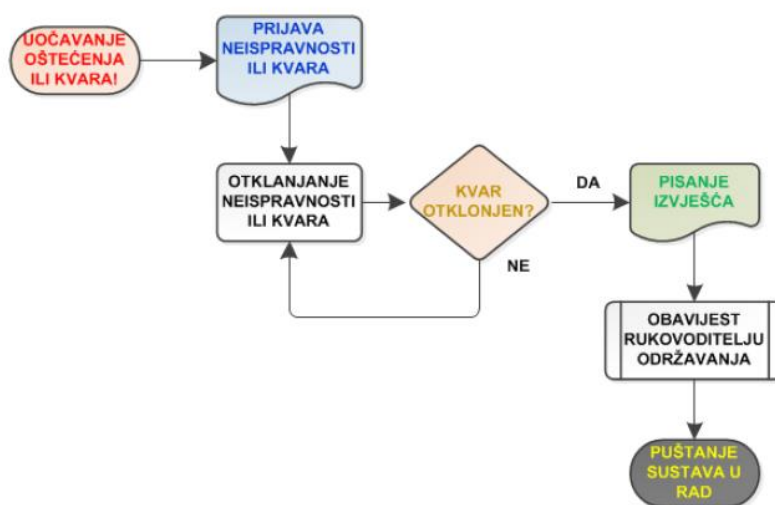 UOČAVANJE
OŠTEĆENJA
ILI KVARA!
PRIJAVA
NEISPRAVNOSTI
ILI KVARA
OTKLANJANJE
NEISPRAVNOSTI
ILI KVARA
KVAR
OTKLONJEN?
DA
NE
PISANJE
IZVJEŠĆA
OBAVIJEST
RUKOVODITELJU
ODRŽAVANJA
PUŠTANJE
SUSTAVA U
RAD